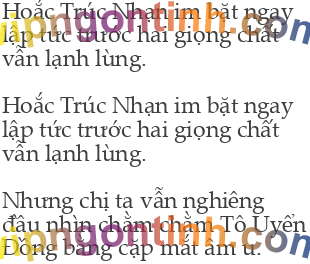 Hoắc Trúc Nhạn im bặt ngay
lập tức trước hai giọng chất
vấn lạnh lùng.
Hoắc Trúc Nhạn im bặt ngay
lập tức trước hai giọng chất
vấn lạnh lùng.
Nhưng chị ta vẫn nghiêng
đầu nhìn chằm chằm Tô Uyển
Đồng bằng cặp mắt âm u.